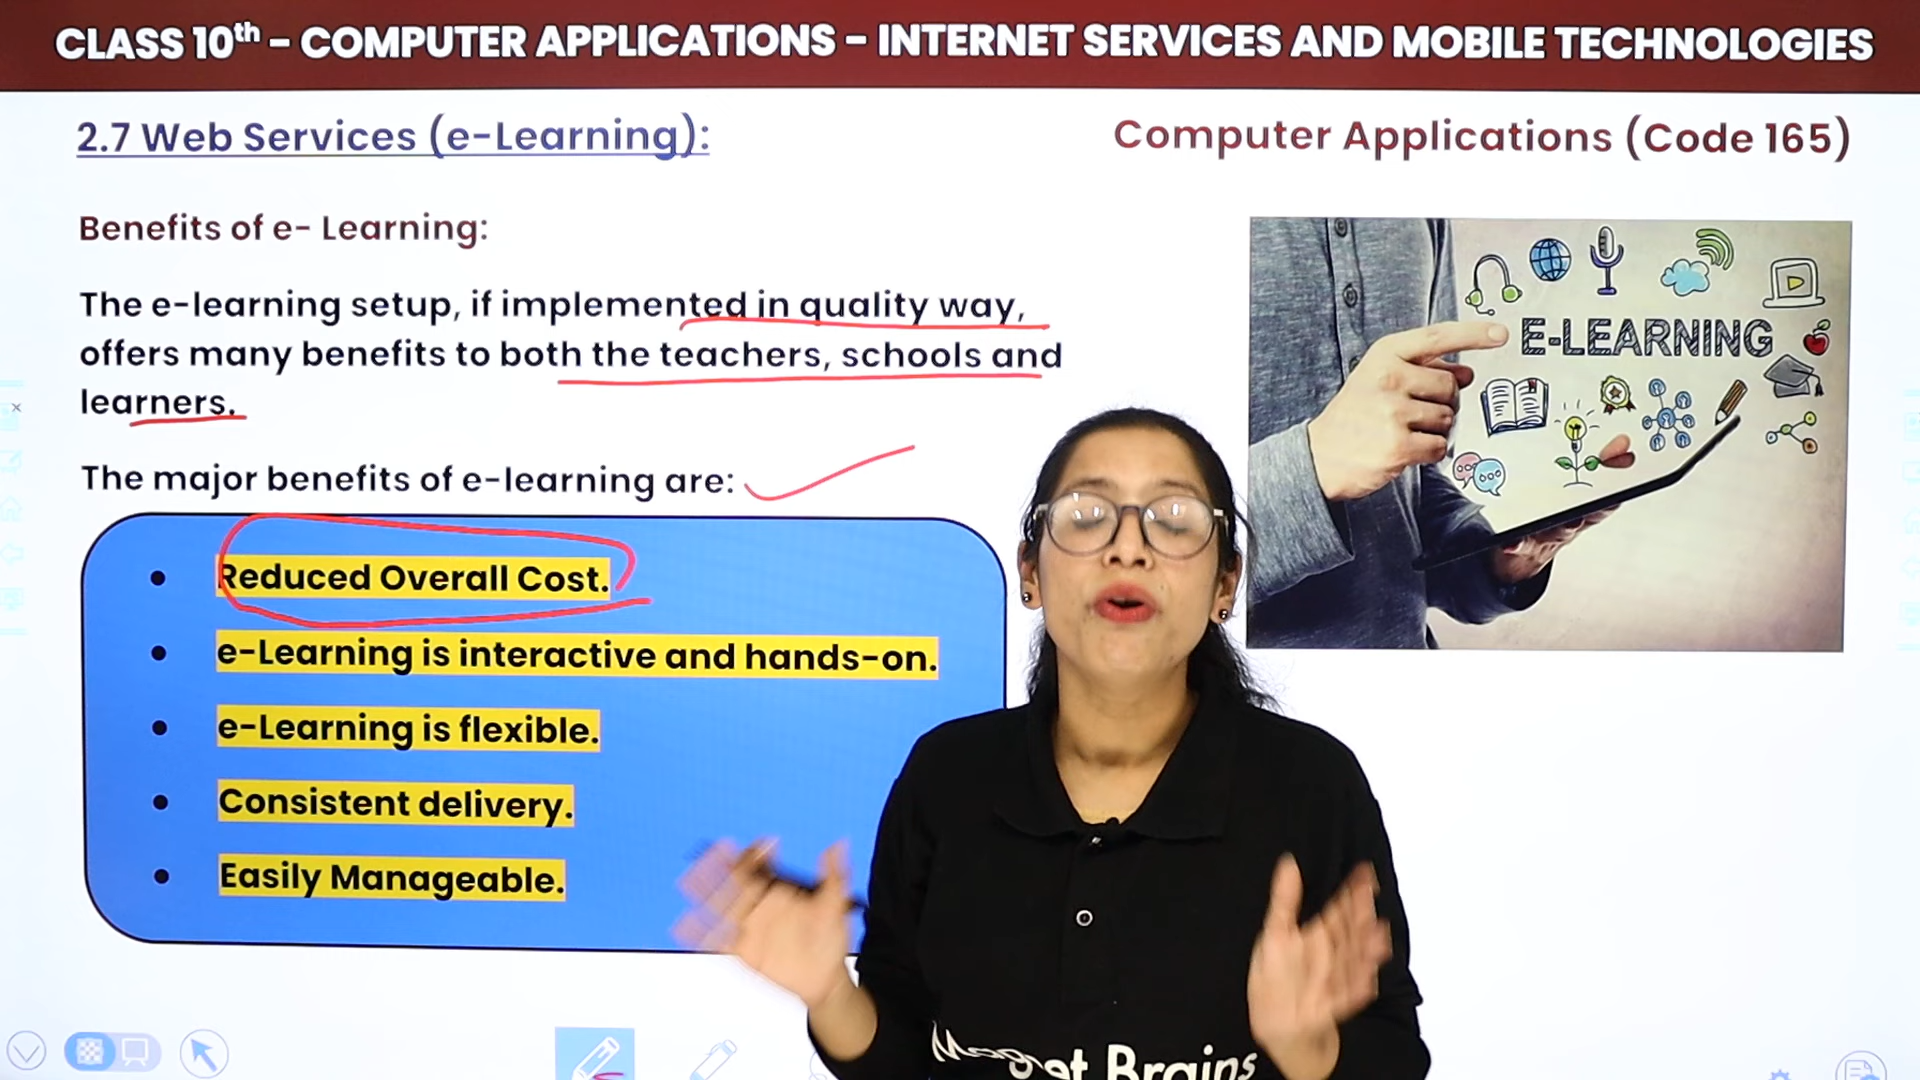 CLASS 10th - COMPUTER APPLICATIONS - INTERNET SERVICES AND MOBILE TECHNOLOGIES
2.7 Web Services (e-Learning):
Computer Applications (Code 165)
Benefits of e- Learning:
The e-learning setup, if implemented in quality way,
offers many benefits to both the teachers, schools and
learners.
The major benefits of e-learning are:
• Reduced Overall Cost.
• e-Learning is interactive and hands-on.
• e-Learning is flexible.
• Consistent delivery.
• Easily Manageable.
E-LEARNING
Magnet Brains